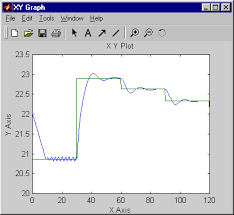 XY Graph
File Edit Tools Window Help
X Y Plot
23.5
23
22.5
22
21.5
21
20.5
20
Y Axis
0 20 40 60 80 100 120
X Axis